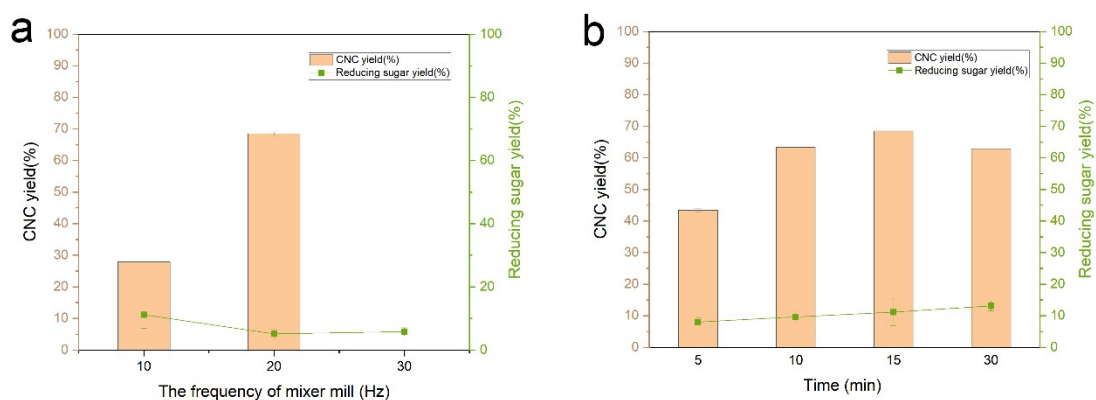 a
100
90
80
70
60
50
40
30
20
10
0
CNC yield(%)
CNC yield(%)
Reducing sugar yield(%)
100
80
60
40
20
0
Reducing sugar yield(%)
10 20 30
The frequency of mixer mill (Hz)
b
100
90
80
70
60
50
40
30
20
10
0
CNC yield(%)
CNC yield(%)
Reducing sugar yield(%)
100
90
80
70
60
50
40
30
20
10
0
Reducing sugar yield(%)
5 10 15 30
Time (min)